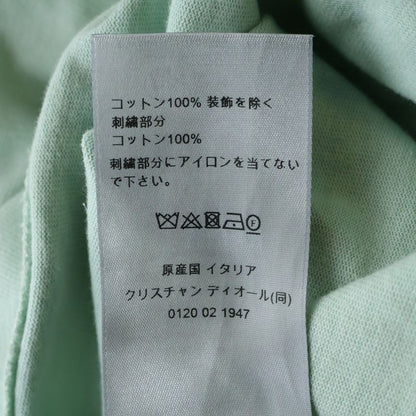 コットン100% 装飾を除く
刺繍部分
コットン100%
刺繍部分にアイロンを当てない
で下さい。
F
原産国 イタリア
クリスチャン ディオール(同)
0120 02 1947